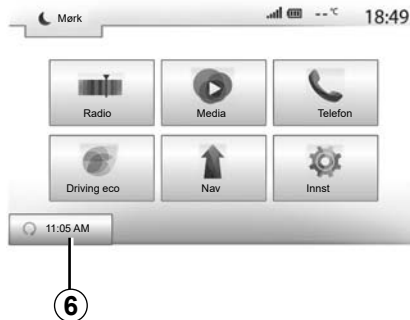 Mørk
--°C 18:49
Radio Media Telefon
Driving eco Nav Innst
11:05 AM
6